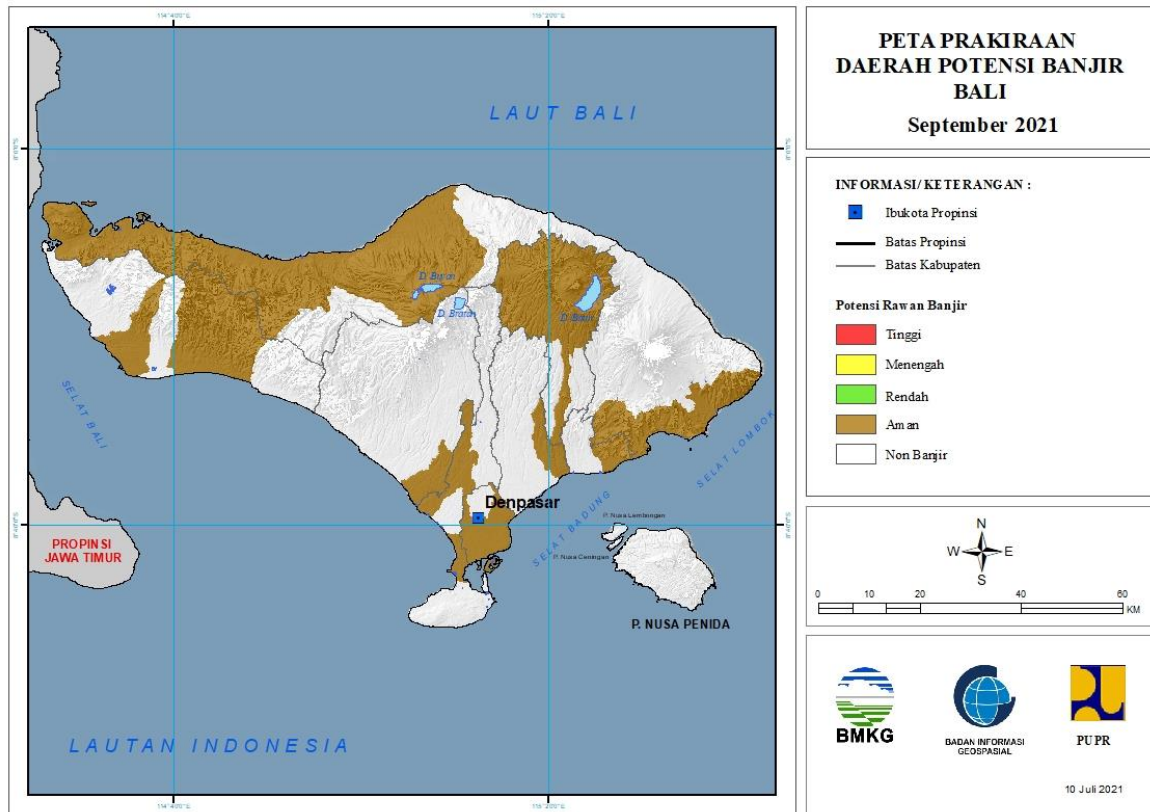 PETA PRAKIRAAN
DAERAH POTENSI BANJIR
BALI
September 2021
INFORMASI/KETERANGAN :
Ibukota Propinsi
Batas Propinsi
Batas Kabupaten
Potensi Rawan Banjir
Tinggi
Menengah
Rendah
Aman
Non Banjir
N
W E
S
0 10 20 40 60
KM
BMKG
BADAN INFORMASI
GEOSPASIAL
PUPR
10 Juli 2021
LAUT BALI
D. Buyan
D. Bratan
D. Batur
SELAT BALI
SELAT LOMBOK
SELAT BADUNG
Denpasar
P. Nusa Lembongan
P. Nusa Ceningan
P. NUSA PENIDA
PROPINSI
JAWA TIMUR
LAUTAN INDONESIA